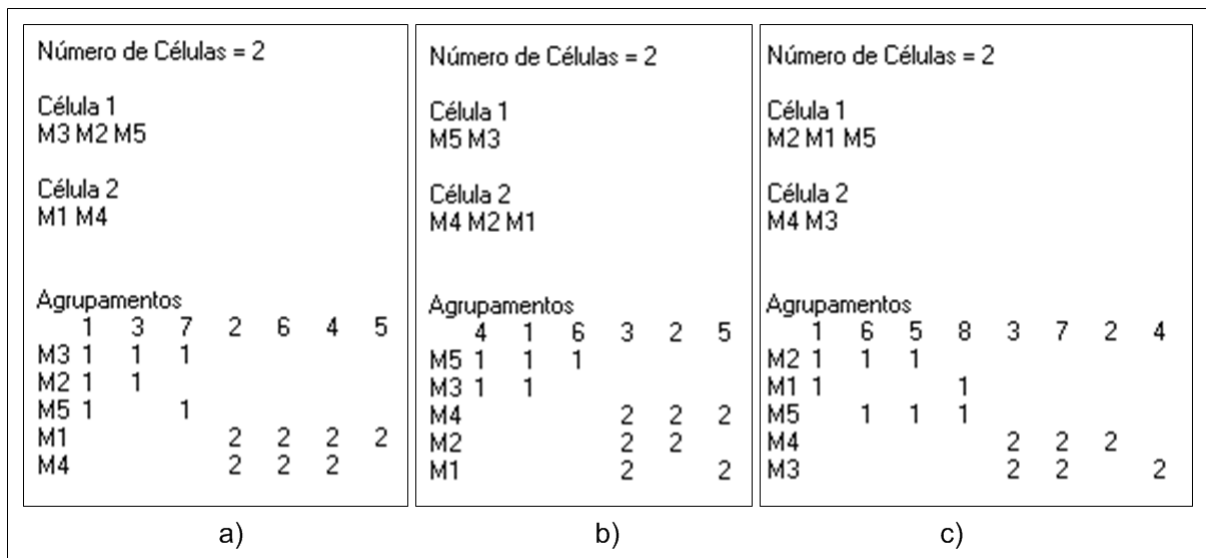 Número de Células = 2
Célula 1
M3 M2 M5
Célula 2
M1 M4
Agrupamentos
1 3 7 2 6 4 5
M3 1 1 1
M2 1 1
M5 1 1
M1 2 2 2 2
M4 2 2 2
a)
Número de Células = 2
Célula 1
M5 M3
Célula 2
M4 M2 M1
Agrupamentos
4 1 6 3 2 5
M5 1 1 1
M3 1 1
M4 2 2 2
M2 2 2
M1 2 2
b)
Número de Células = 2
Célula 1
M2 M1 M5
Célula 2
M4 M3
Agrupamentos
1 6 5 8 3 7 2 4
M2 1 1 1
M1 1 1
M5 1 1 1
M4 2 2 2
M3 2 2 2
c)